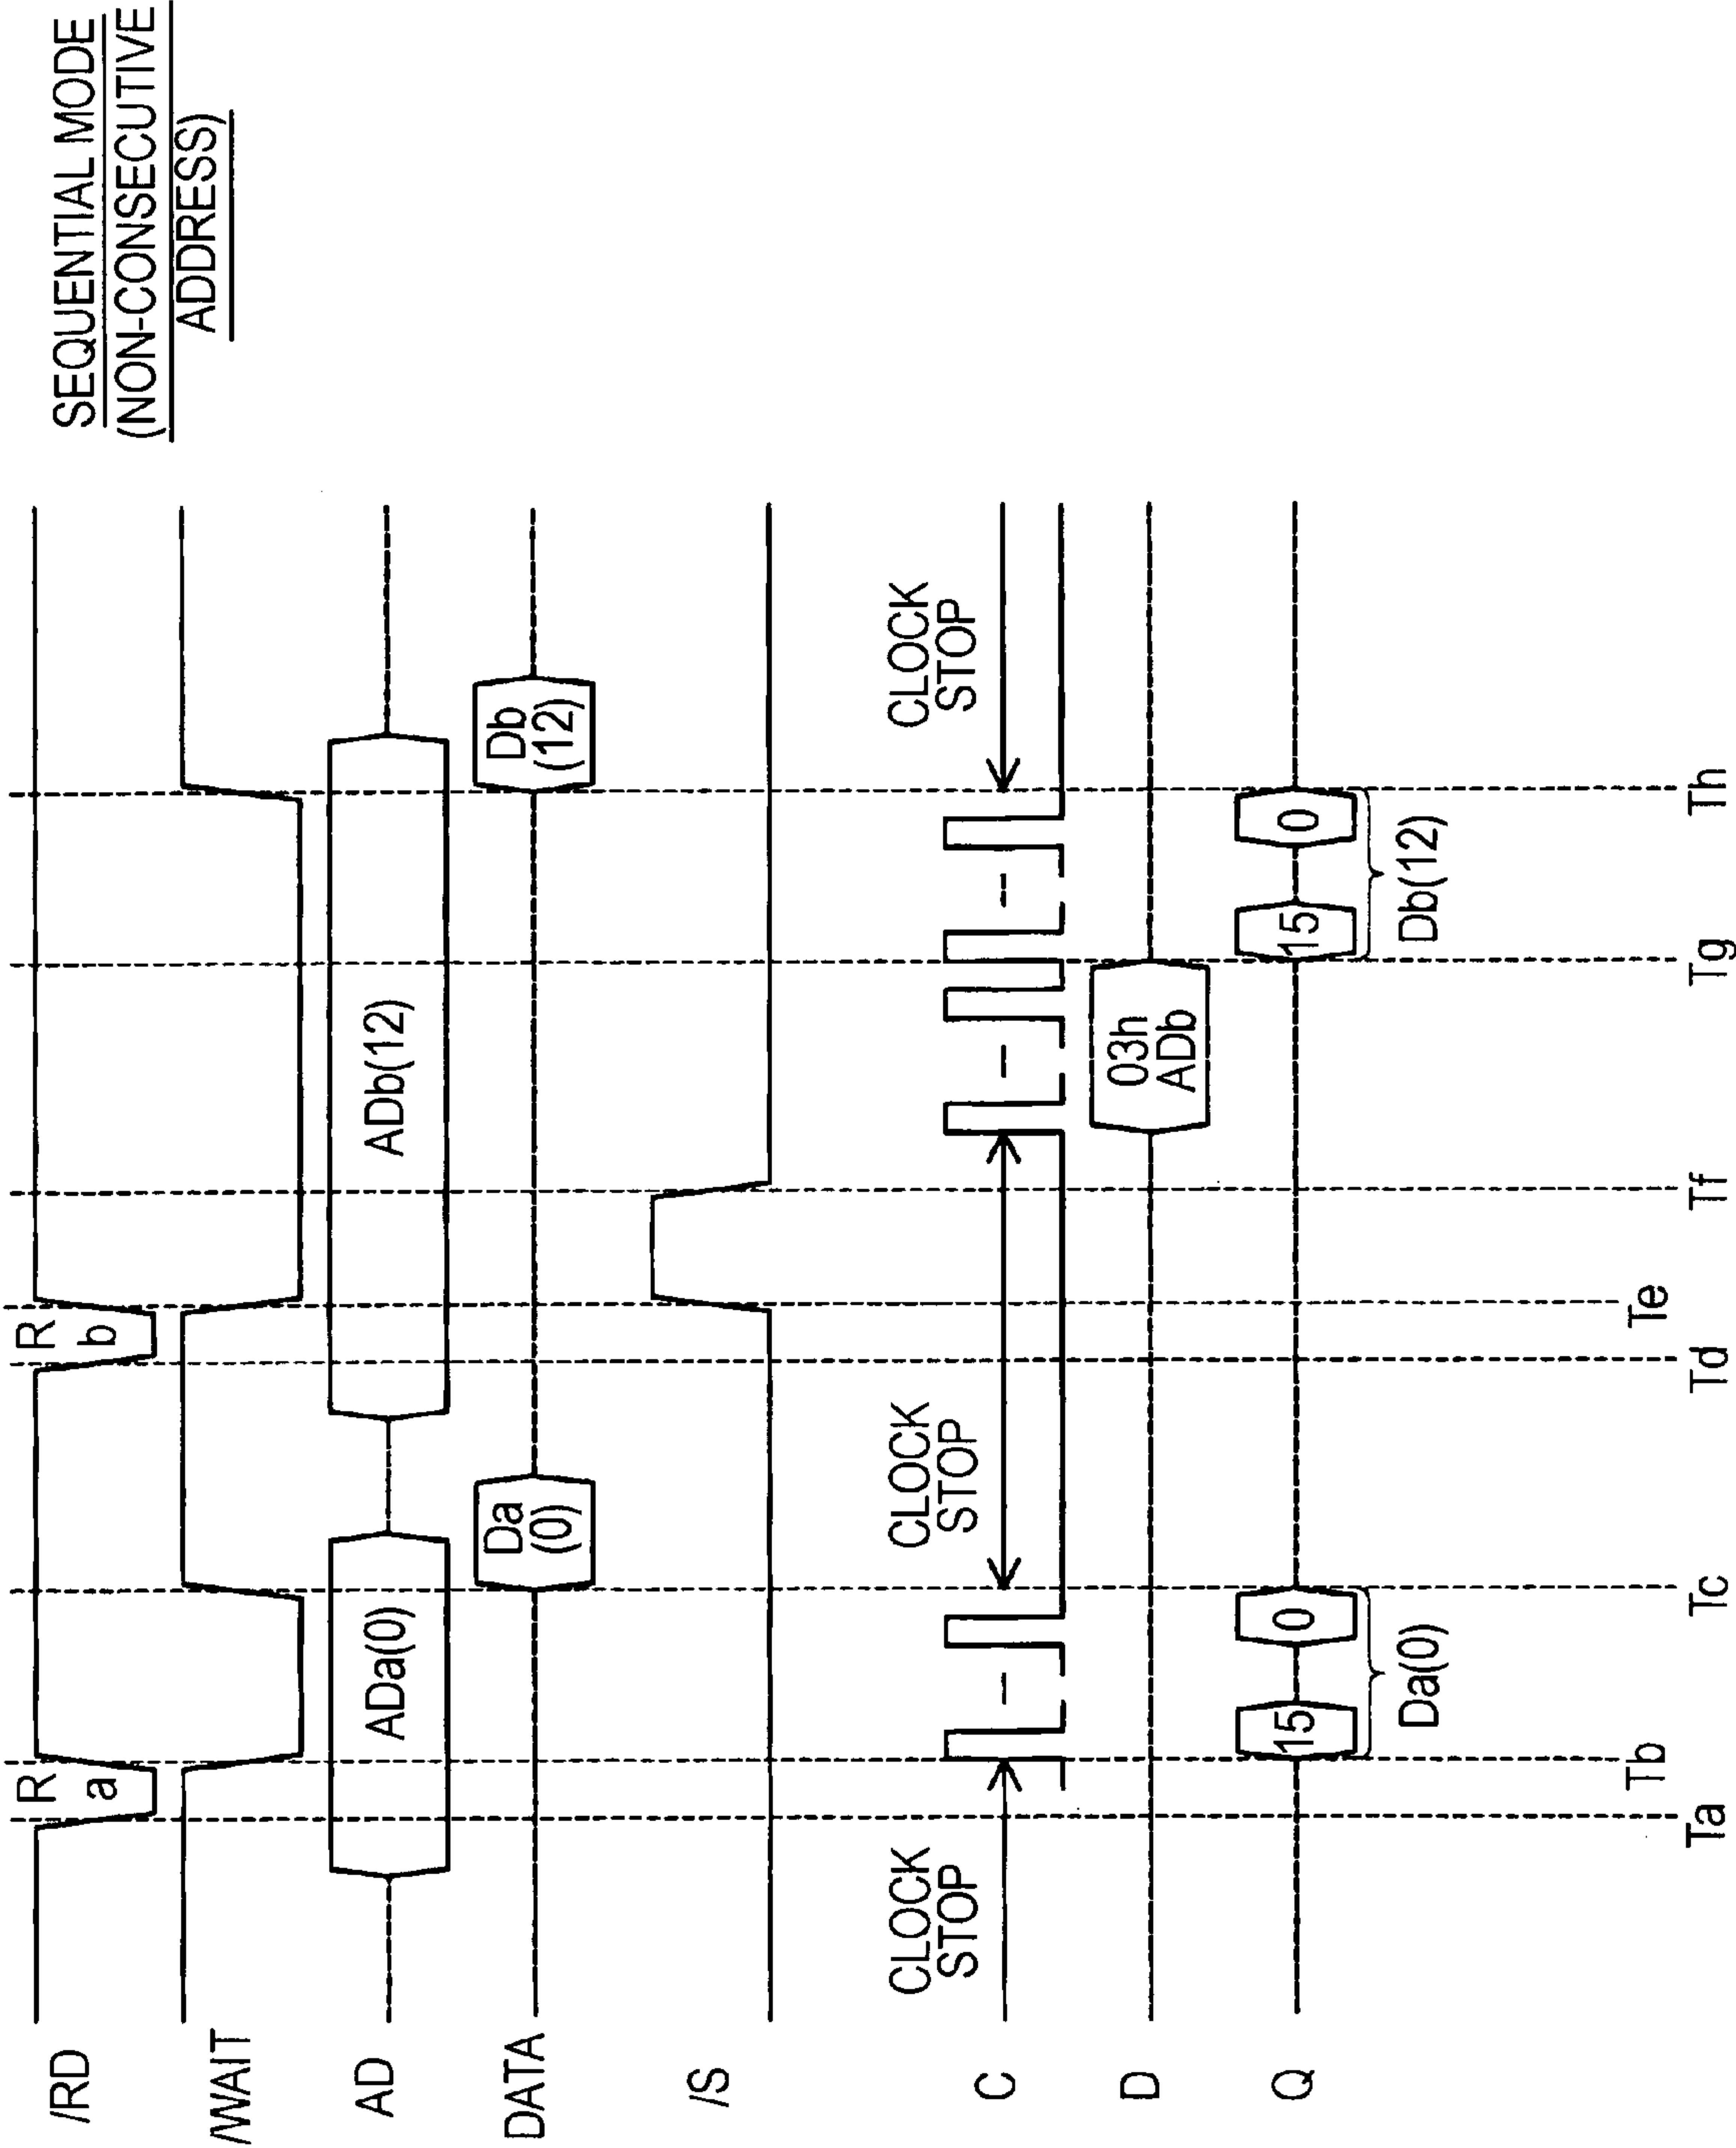 SEQUENTIAL MODE
(NON-CONSECUTIVE
ADDRESS)
/RD
R
a
R
b
/WAIT
AD
ADa(0)
ADb(12)
DATA
Da
(0)
Db
(12)
/S
C
CLOCK
STOP
CLOCK
STOP
CLOCK
STOP
D
03h
ADb
Q
15
0
15
0
Da(0)
Db(12)
Ta
Tb
Tc
Td
Te
Tf
Tg
Th